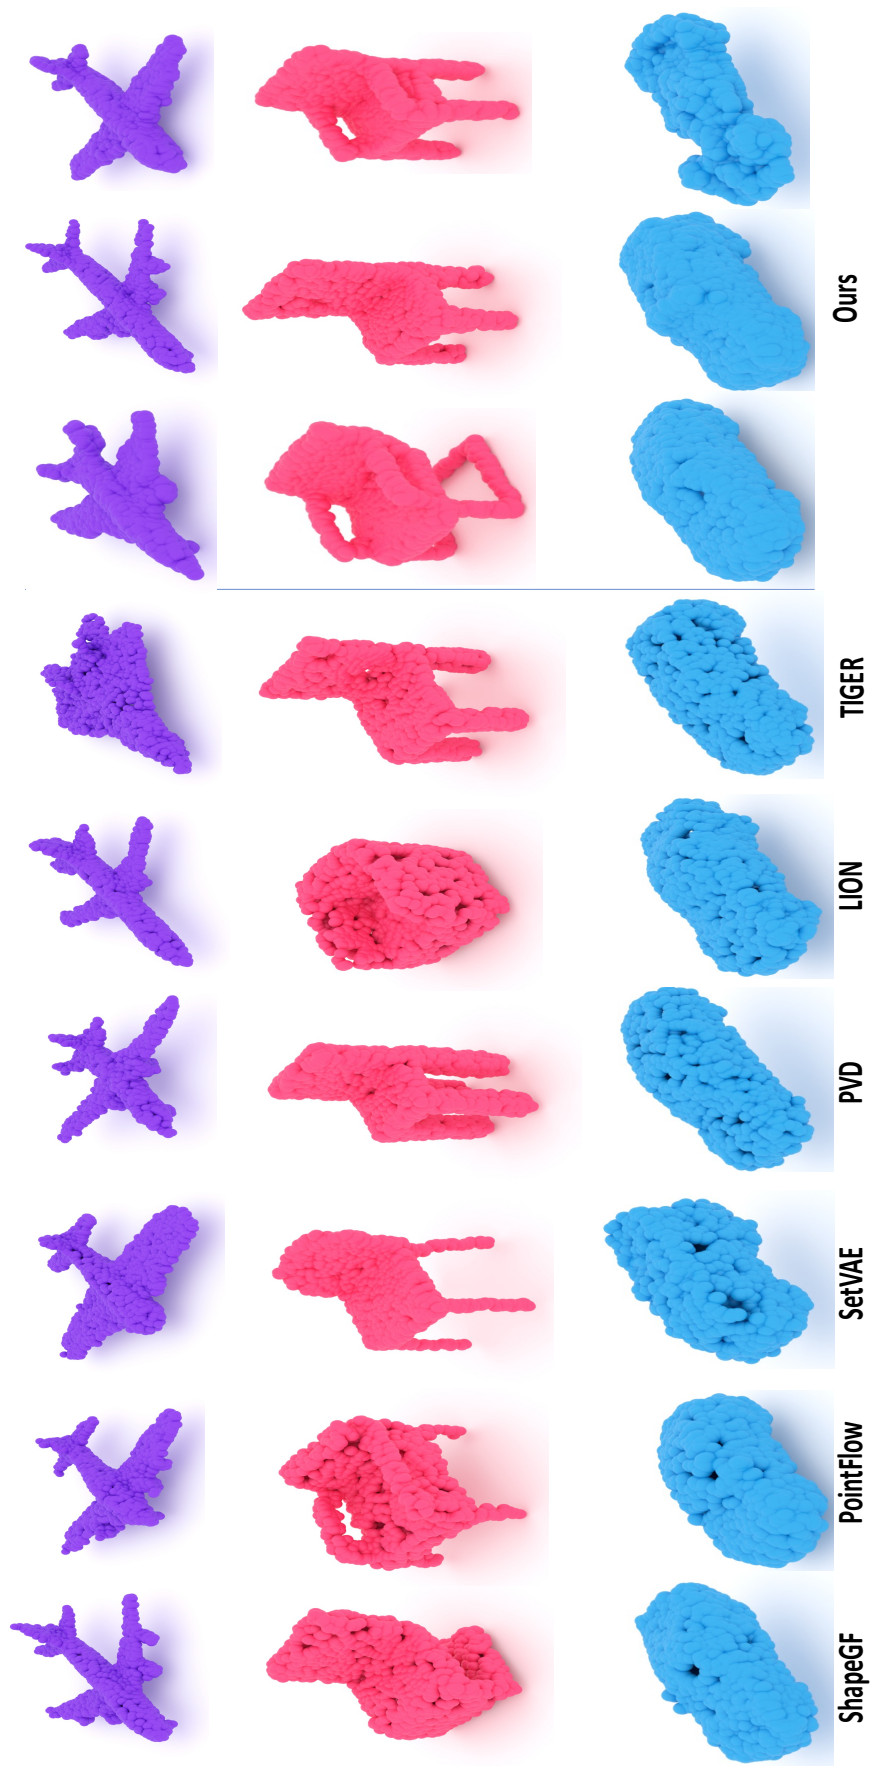 Ours
TIGER
LION
PVD
SetVAE
PointFlow
ShapeGF